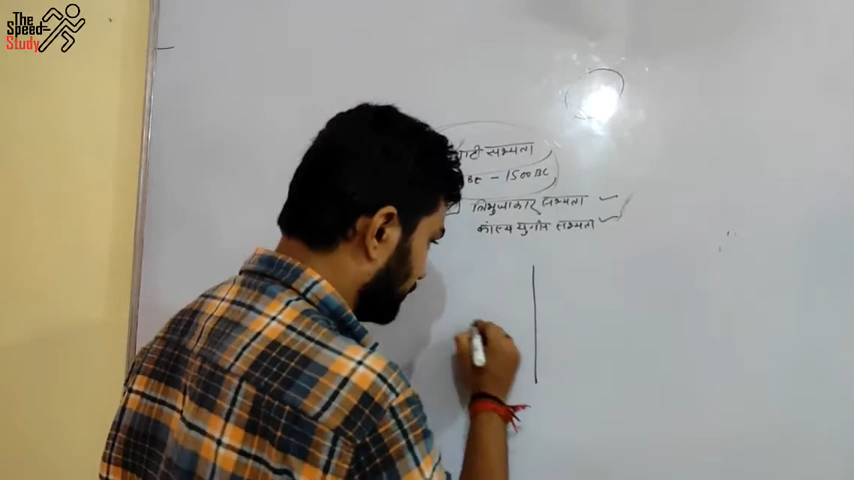 The
Speed
Study
घाटी सभ्यता
BC - 1500 BC
त्रिभुजाकार सभ्यता
कांस्य युगीन सभ्यता